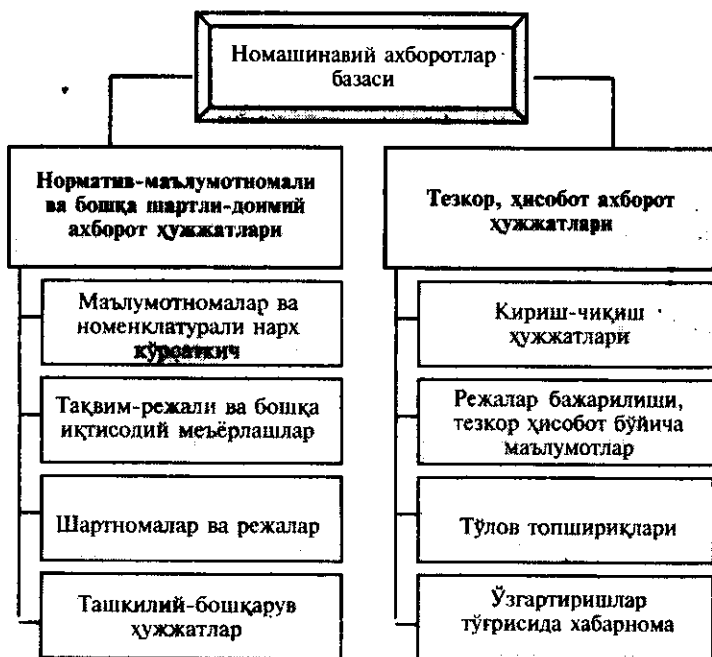 Номашинавий ахборотлар
базаси
Норматив-маълумотномали
ва бошқа шартли-доимий
ахборот ҳужжатлари
Маълумотномалар ва
номенклатурали нарх
кўрсаткич
Тақвим-режали ва бошқа
иқтисодий меъёрлашлар
Шартномалар ва режалар
Ташкилий-бошқарув
ҳужжатлар
Тезкор, ҳисобот ахборот
ҳужжатлари
Кириш-чиқиш
ҳужжатлари
Режалар бажарилиши,
тезкор ҳисобот бўйича
маълумотлар
Тўлов топшириқлари
Ўзгартиришлар
тўғрисида хабарнома